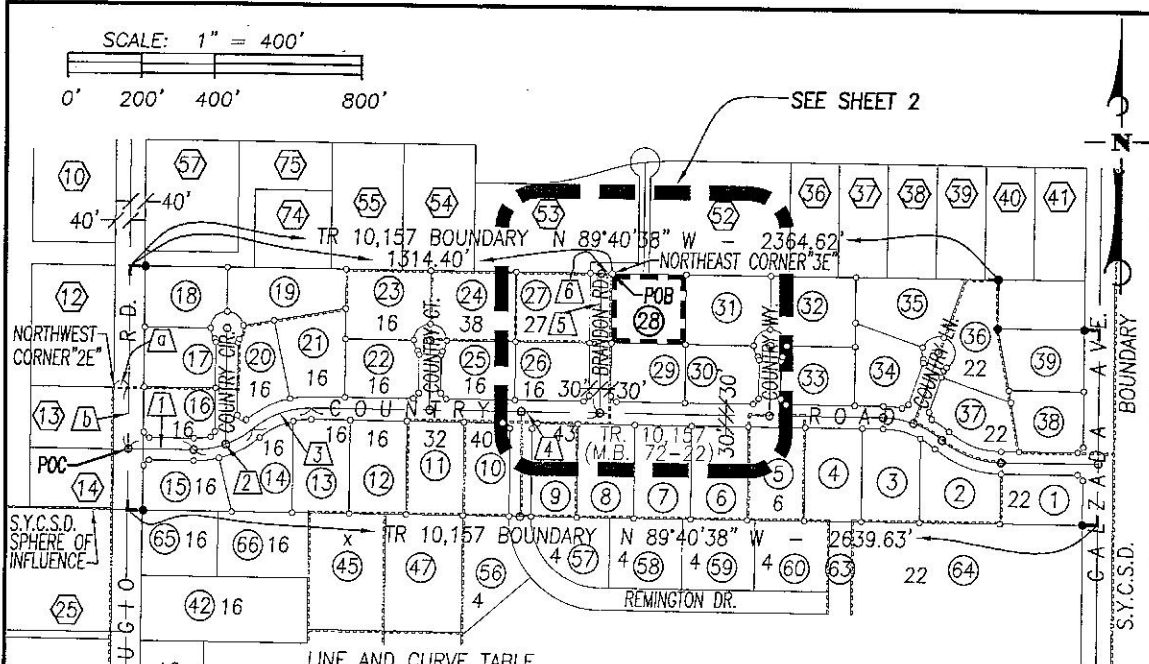 SCALE: 1" = 400'
0' 200' 400' 800'
SEE SHEET 2
N
10 57 75 55 54 53 52 36 37 38 39 40 41
74
40' 40'
TR 10,157 BOUNDARY N 89°40'38" W - 2364.62'
1314.40'
NORTHEAST CORNER "3E"
POB
12 18 19 23 24 27 6 28 31 32 35 36
16 38 27 5
RD.
NORTHWEST
CORNER "2E"
a
17 20 21 22 25 26 29 30 33 34 22 39
16 16 16 16 16
COUNTRY CIR.
COUNTRY CT.
BRANDON RD.
COUNTRY WY.
COUNTRY LN.
30' 30'
30' 30'
13 b 1 16 37 38
16 22
COUNTRY ROAD
POC
14 15 16 2 14 16 3 13 16 12 16 11 32 10 40 4 43 9 8 7 6 5 6 4 3 2 22 1
TR. 10,157
(M.B. 72-22)
S.Y.C.S.D.
SPHERE OF
INFLUENCE
65 16 66 16
x TR 10,157 BOUNDARY N 89°40'38" W - 2639.63'
45 47 56 4 4 57 4 58 4 59 4 60 63 22 64
REMINGTON DR.
25 42 16
UGIO
CALZADA AVE.
S.Y.C.S.D. BOUNDARY
LINE AND CURVE TABLE